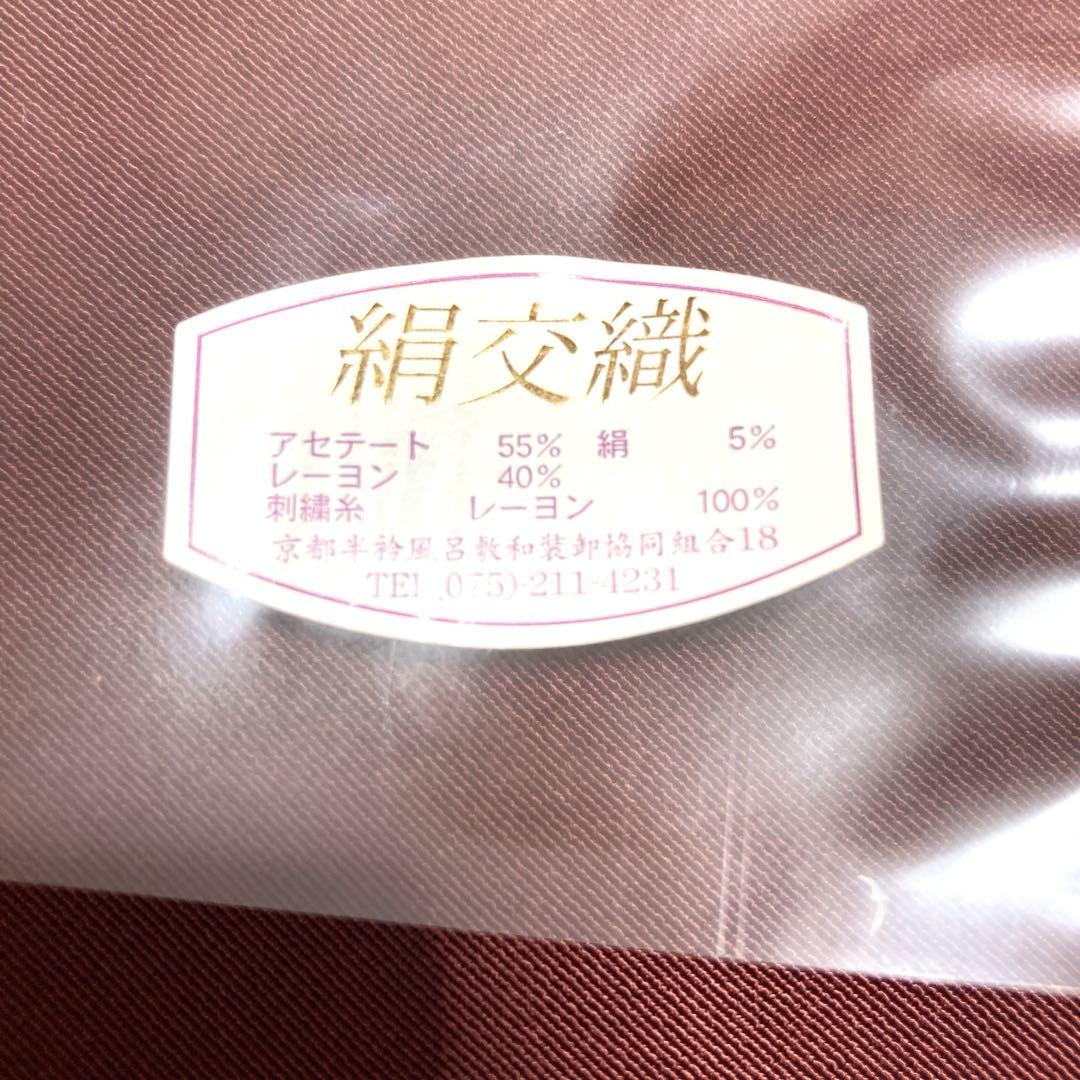 絹交織
アセテート 55% 絹 5%
レーヨン 40%
刺繍糸 レーヨン 100%
京都半衿風呂敷和装卸協同組合18
TEL(075)-211-4231